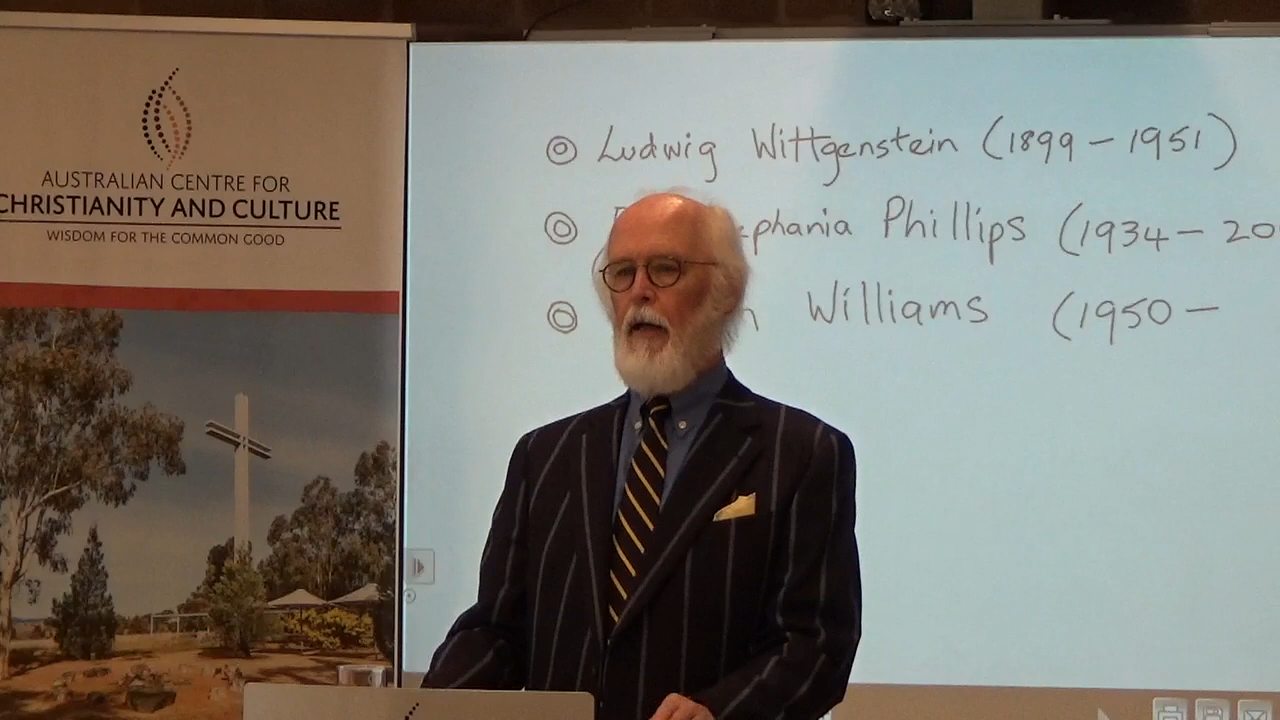 AUSTRALIAN CENTRE FOR
CHRISTIANITY AND CULTURE
WISDOM FOR THE COMMON GOOD
Ludwig Wittgenstein (1899 - 1951)
Phillips (1934 - 20
Williams (1950 -